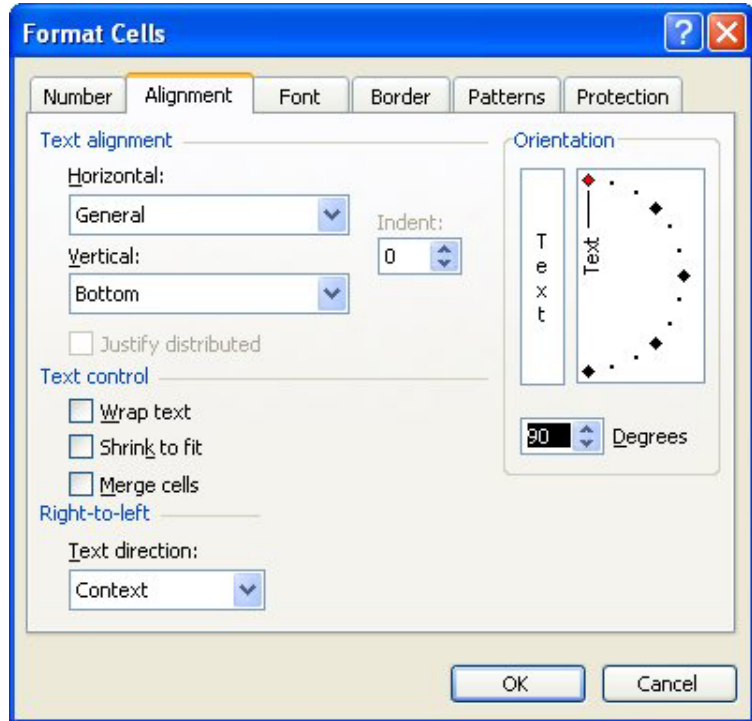 Format Cells
Number Alignment Font Border Patterns Protection
Text alignment
Horizontal:
General
Indent:
0
Vertical:
Bottom
Justify distributed
Text control
Wrap text
Shrink to fit
Merge cells
Right-to-left
Text direction:
Context
Orientation
Text
Text
90 Degrees
OK Cancel